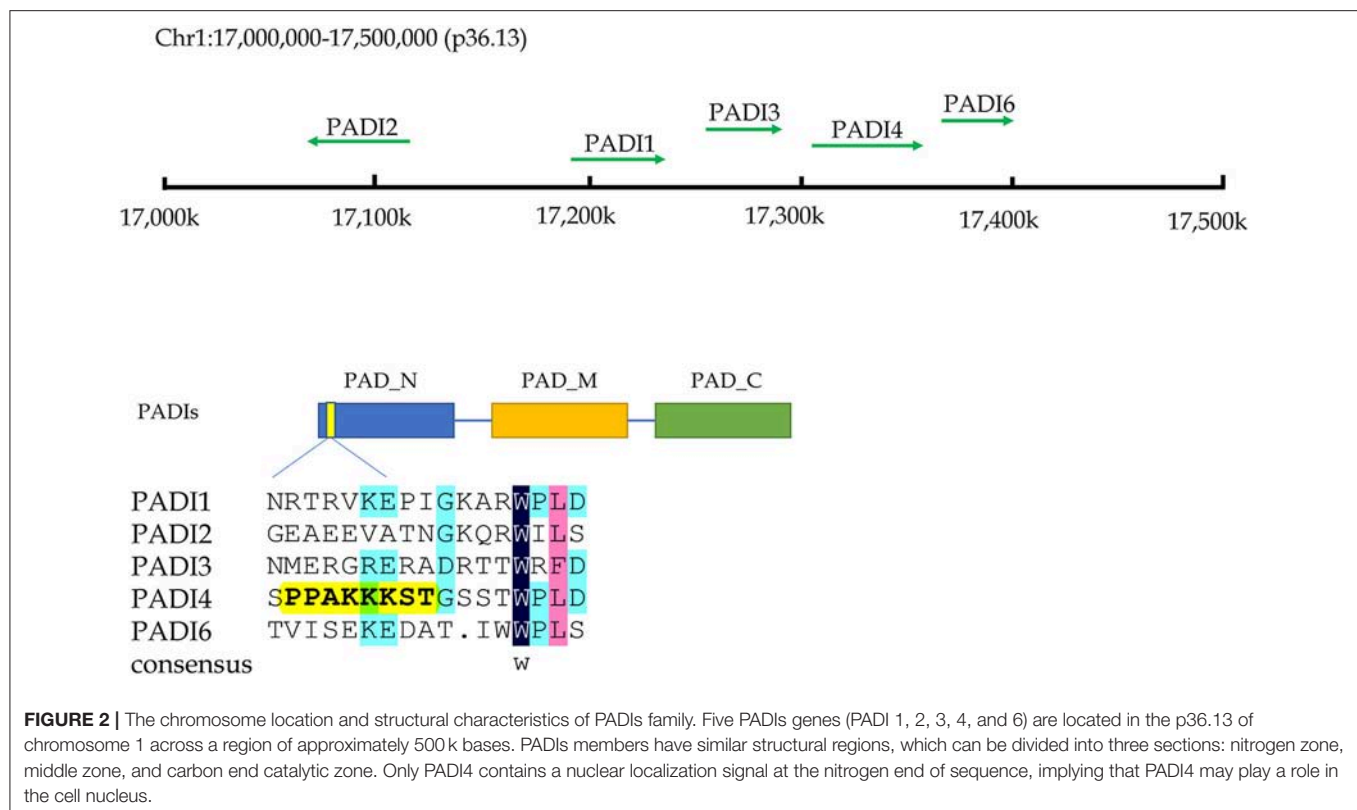 Chr1:17,000,000-17,500,000 (p36.13)
PADI2
PADI1
PADI3
PADI4
PADI6
17,000k 17,100k 17,200k 17,300k 17,400k 17,500k
PAD_N PAD_M PAD_C
PADIs
PADI1 NRTRVKEPIGKARWPLD
PADI2 GEAEEVATNGKQRWILS
PADI3 NMERGRERADRTTWRFD
PADI4 SPPAKKKSTGSSTWPLD
PADI6 TVISEKEDAT.IWWPLS
consensus w
FIGURE 2 | The chromosome location and structural characteristics of PADIs family. Five PADIs genes (PADI 1, 2, 3, 4, and 6) are located in the p36.13 of
chromosome 1 across a region of approximately 500 k bases. PADIs members have similar structural regions, which can be divided into three sections: nitrogen zone,
middle zone, and carbon end catalytic zone. Only PADI4 contains a nuclear localization signal at the nitrogen end of sequence, implying that PADI4 may play a role in
the cell nucleus.